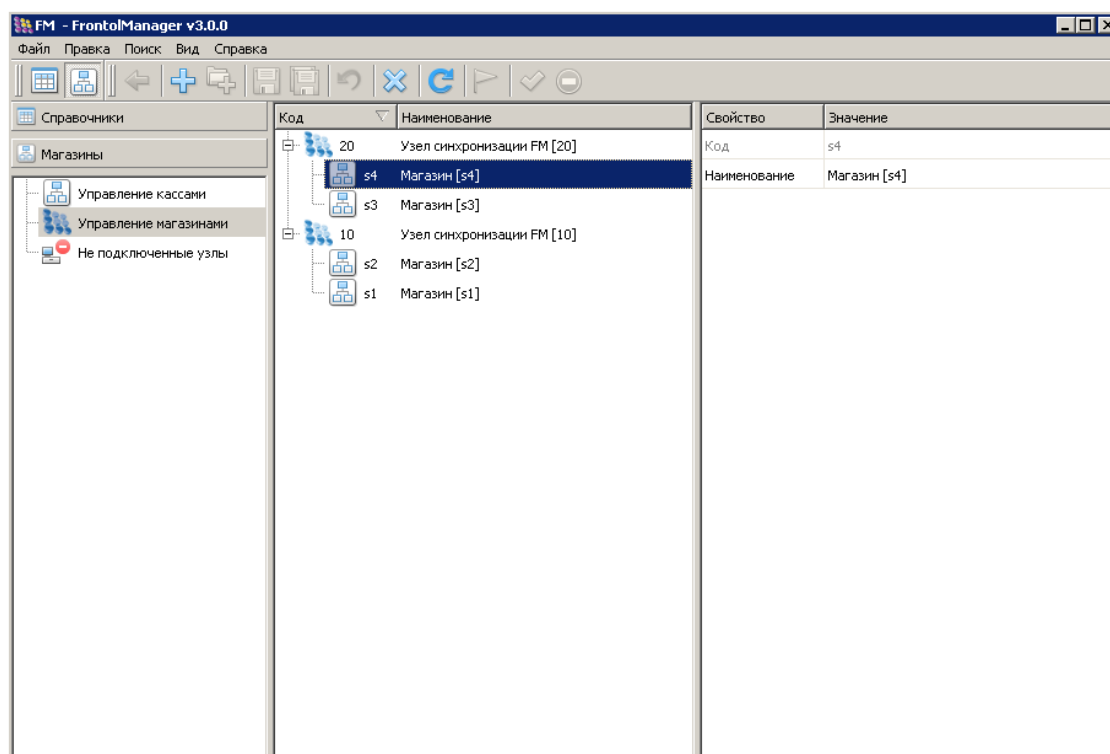 FM - FrontolManager v3.0.0
Файл Правка Поиск Вид Справка
Справочники
Магазины
Управление кассами
Управление магазинами
Не подключенные узлы
Код Наименование
20 Узел синхронизации FM [20]
s4 Магазин [s4]
s3 Магазин [s3]
10 Узел синхронизации FM [10]
s2 Магазин [s2]
s1 Магазин [s1]
Свойство Значение
Код s4
Наименование Магазин [s4]